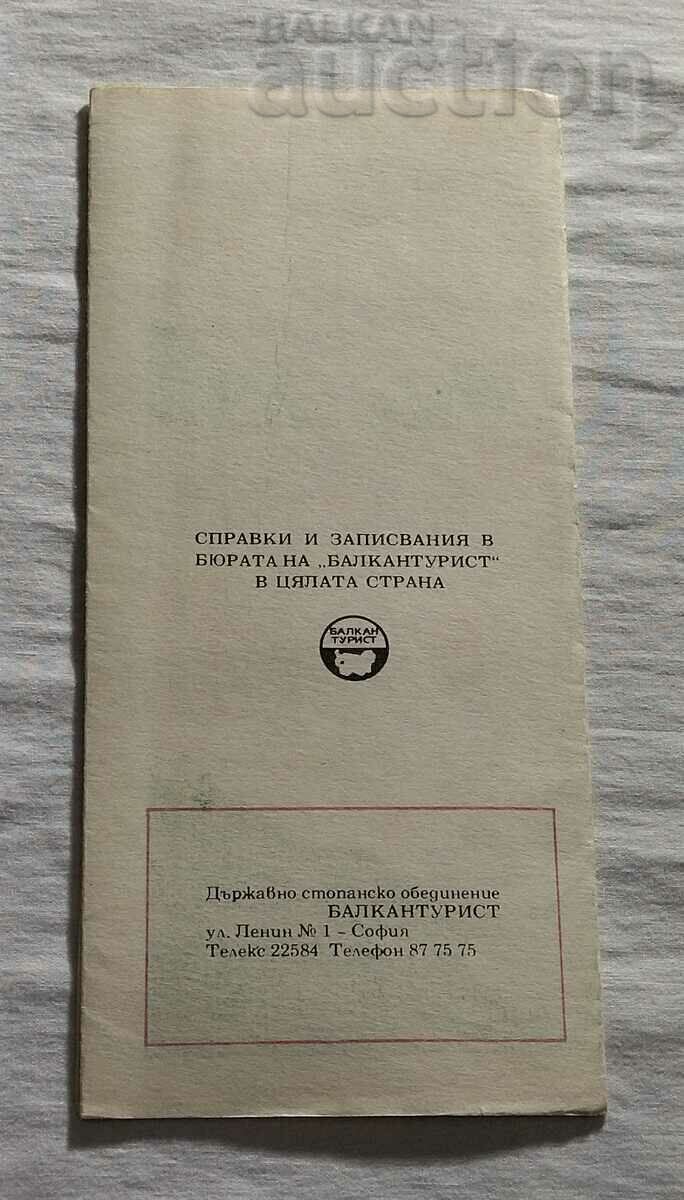 BALKAN
auction
СПРАВКИ И ЗАПИСВАНИЯ В
БЮРАТА НА „БАЛКАНТУРИСТ“
В ЦЯЛАТА СТРАНА
БАЛКАН
ТУРИСТ
Държавно стопанско обединение
БАЛКАНТУРИСТ
ул. Ленин № 1 – София
Телекс 22584 Телефон 87 75 75